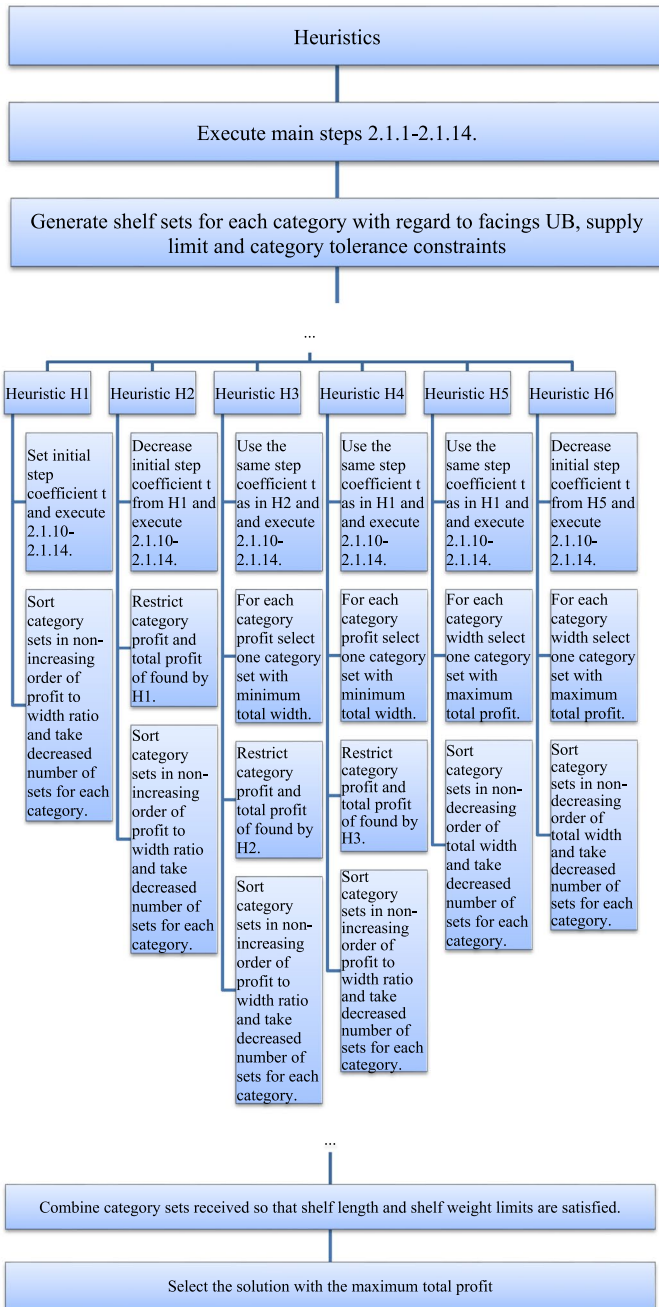 Heuristics
Execute main steps 2.1.1-2.1.14.
Generate shelf sets for each category with regard to facings UB, supply
limit and category tolerance constraints
...
Heuristic H1
Set initial
step
coefficient t
and execute
2.1.10-
2.1.14.
Sort category
sets in non-
increasing
order of
profit to
width ratio
and take
decreased
number of
sets for each
category.
Heuristic H2
Decrease
initial step
coefficient t
from H1 and
execute
2.1.10-
2.1.14.
Restrict
category
profit and
total profit
of found by
H1.
Sort
category
sets in non-
increasing
order of
profit to
width ratio
and take
decreased
number of
sets for each
category.
Heuristic H3
Use the
same step
coefficient t
as in H2 and
and execute
2.1.10-
2.1.14.
For each
category
profit select
one category
set with
minimum
total width.
Restrict
category
profit and
total profit
of found by
H2.
Sort
category
sets in non-
increasing
order of
profit to
width ratio
and take
decreased
number of
sets for each
category.
Heuristic H4
Use the
same step
coefficient t
as in H1 and
and execute
2.1.10-
2.1.14.
For each
category
profit select
one category
set with
minimum
total width.
Restrict
category
profit and
total profit
of found by
H3.
Sort
category
sets in non-
increasing
order of
profit to
width ratio
and take
decreased
number of
sets for each
category.
Heuristic H5
Use the
same step
coefficient t
as in H1 and
and execute
2.1.10-
2.1.14.
For each
category
width select
one category
set with
maximum
total profit.
Sort
category
sets in non-
decreasing
order of
total width
and take
decreased
number of
sets for each
category.
Heuristic H6
Decrease
initial step
coefficient t
from H5 and
execute
2.1.10-
2.1.14.
For each
category
width select
one category
set with
maximum
total profit.
Sort
category
sets in non-
decreasing
order of
total width
and take
decreased
number of
sets for each
category.
...
Combine category sets received so that shelf length and shelf weight limits are satisfied.
Select the solution with the maximum total profit